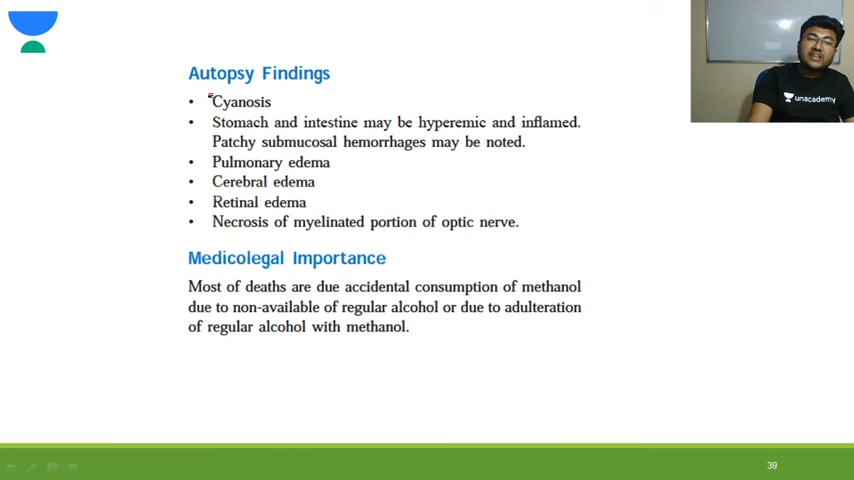 Autopsy Findings
• Cyanosis
• Stomach and intestine may be hyperemic and inflamed.
Patchy submucosal hemorrhages may be noted.
• Pulmonary edema
• Cerebral edema
• Retinal edema
• Necrosis of myelinated portion of optic nerve.
Medicolegal Importance
Most of deaths are due accidental consumption of methanol
due to non-available of regular alcohol or due to adulteration
of regular alcohol with methanol.
unacademy
39